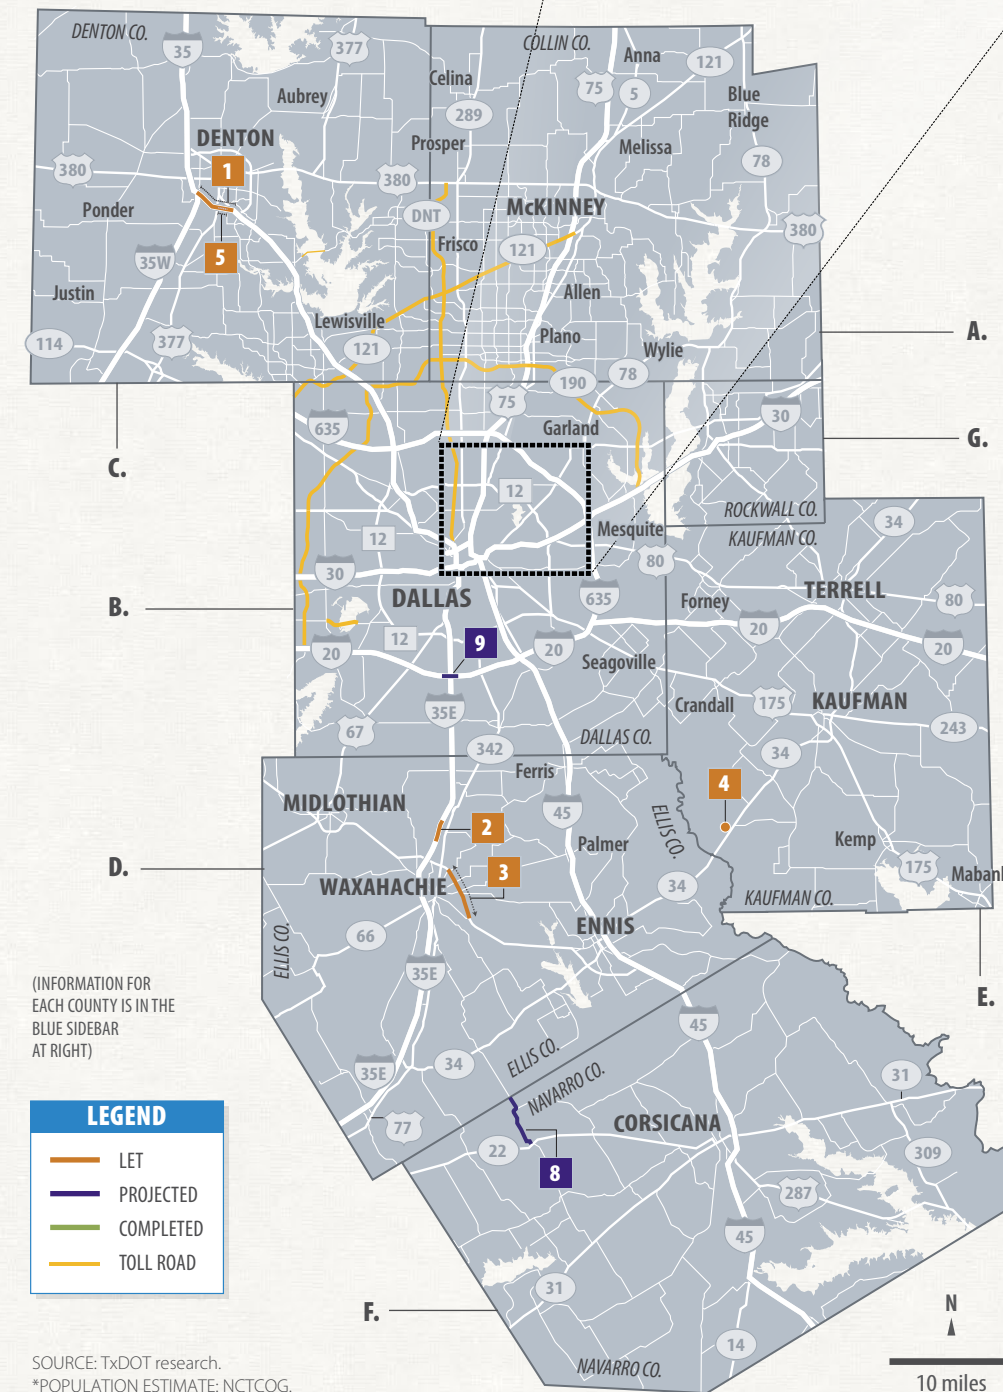 DENTON CO.
COLLIN CO.
35
377
Anna
121
Celina
75
5
Aubrey
289
Blue
Ridge
DENTON
Prosper
Melissa
78
380
1
380
Ponder
DNT
McKINNEY
380
Frisco
121
5
35W
Justin
Allen
Lewisville
114
377
121
Plano
Wylie
A.
190
78
75
30
635
Garland
G.
C.
12
ROCKWALL CO.
Mesquite
KAUFMAN CO.
34
12
80
30
TERRELL
DALLAS
635
Forney
80
B.
12
9
20
20
20
20
Seagoville
KAUFMAN
Crandall
175
35E
67
DALLAS CO.
243
342
34
Ferris
4
MIDLOTHIAN
45
ELLIS CO.
2
Palmer
Kemp
D.
3
175
WAXAHACHIE
Maban
34
KAUFMAN CO.
ENNIS
66
ELLIS CO.
35E
E.
(INFORMATION FOR
EACH COUNTY IS IN THE
BLUE SIDEBAR
AT RIGHT)
45
ELLIS CO.
34
35E
NAVARRO CO.
31
LEGEND
77
CORSICANA
22
309
LET
8
PROJECTED
287
COMPLETED
45
TOLL ROAD
31
F.
N
14
SOURCE: TxDOT research.
NAVARRO CO.
*POPULATION ESTIMATE: NCTCOG.
10 miles